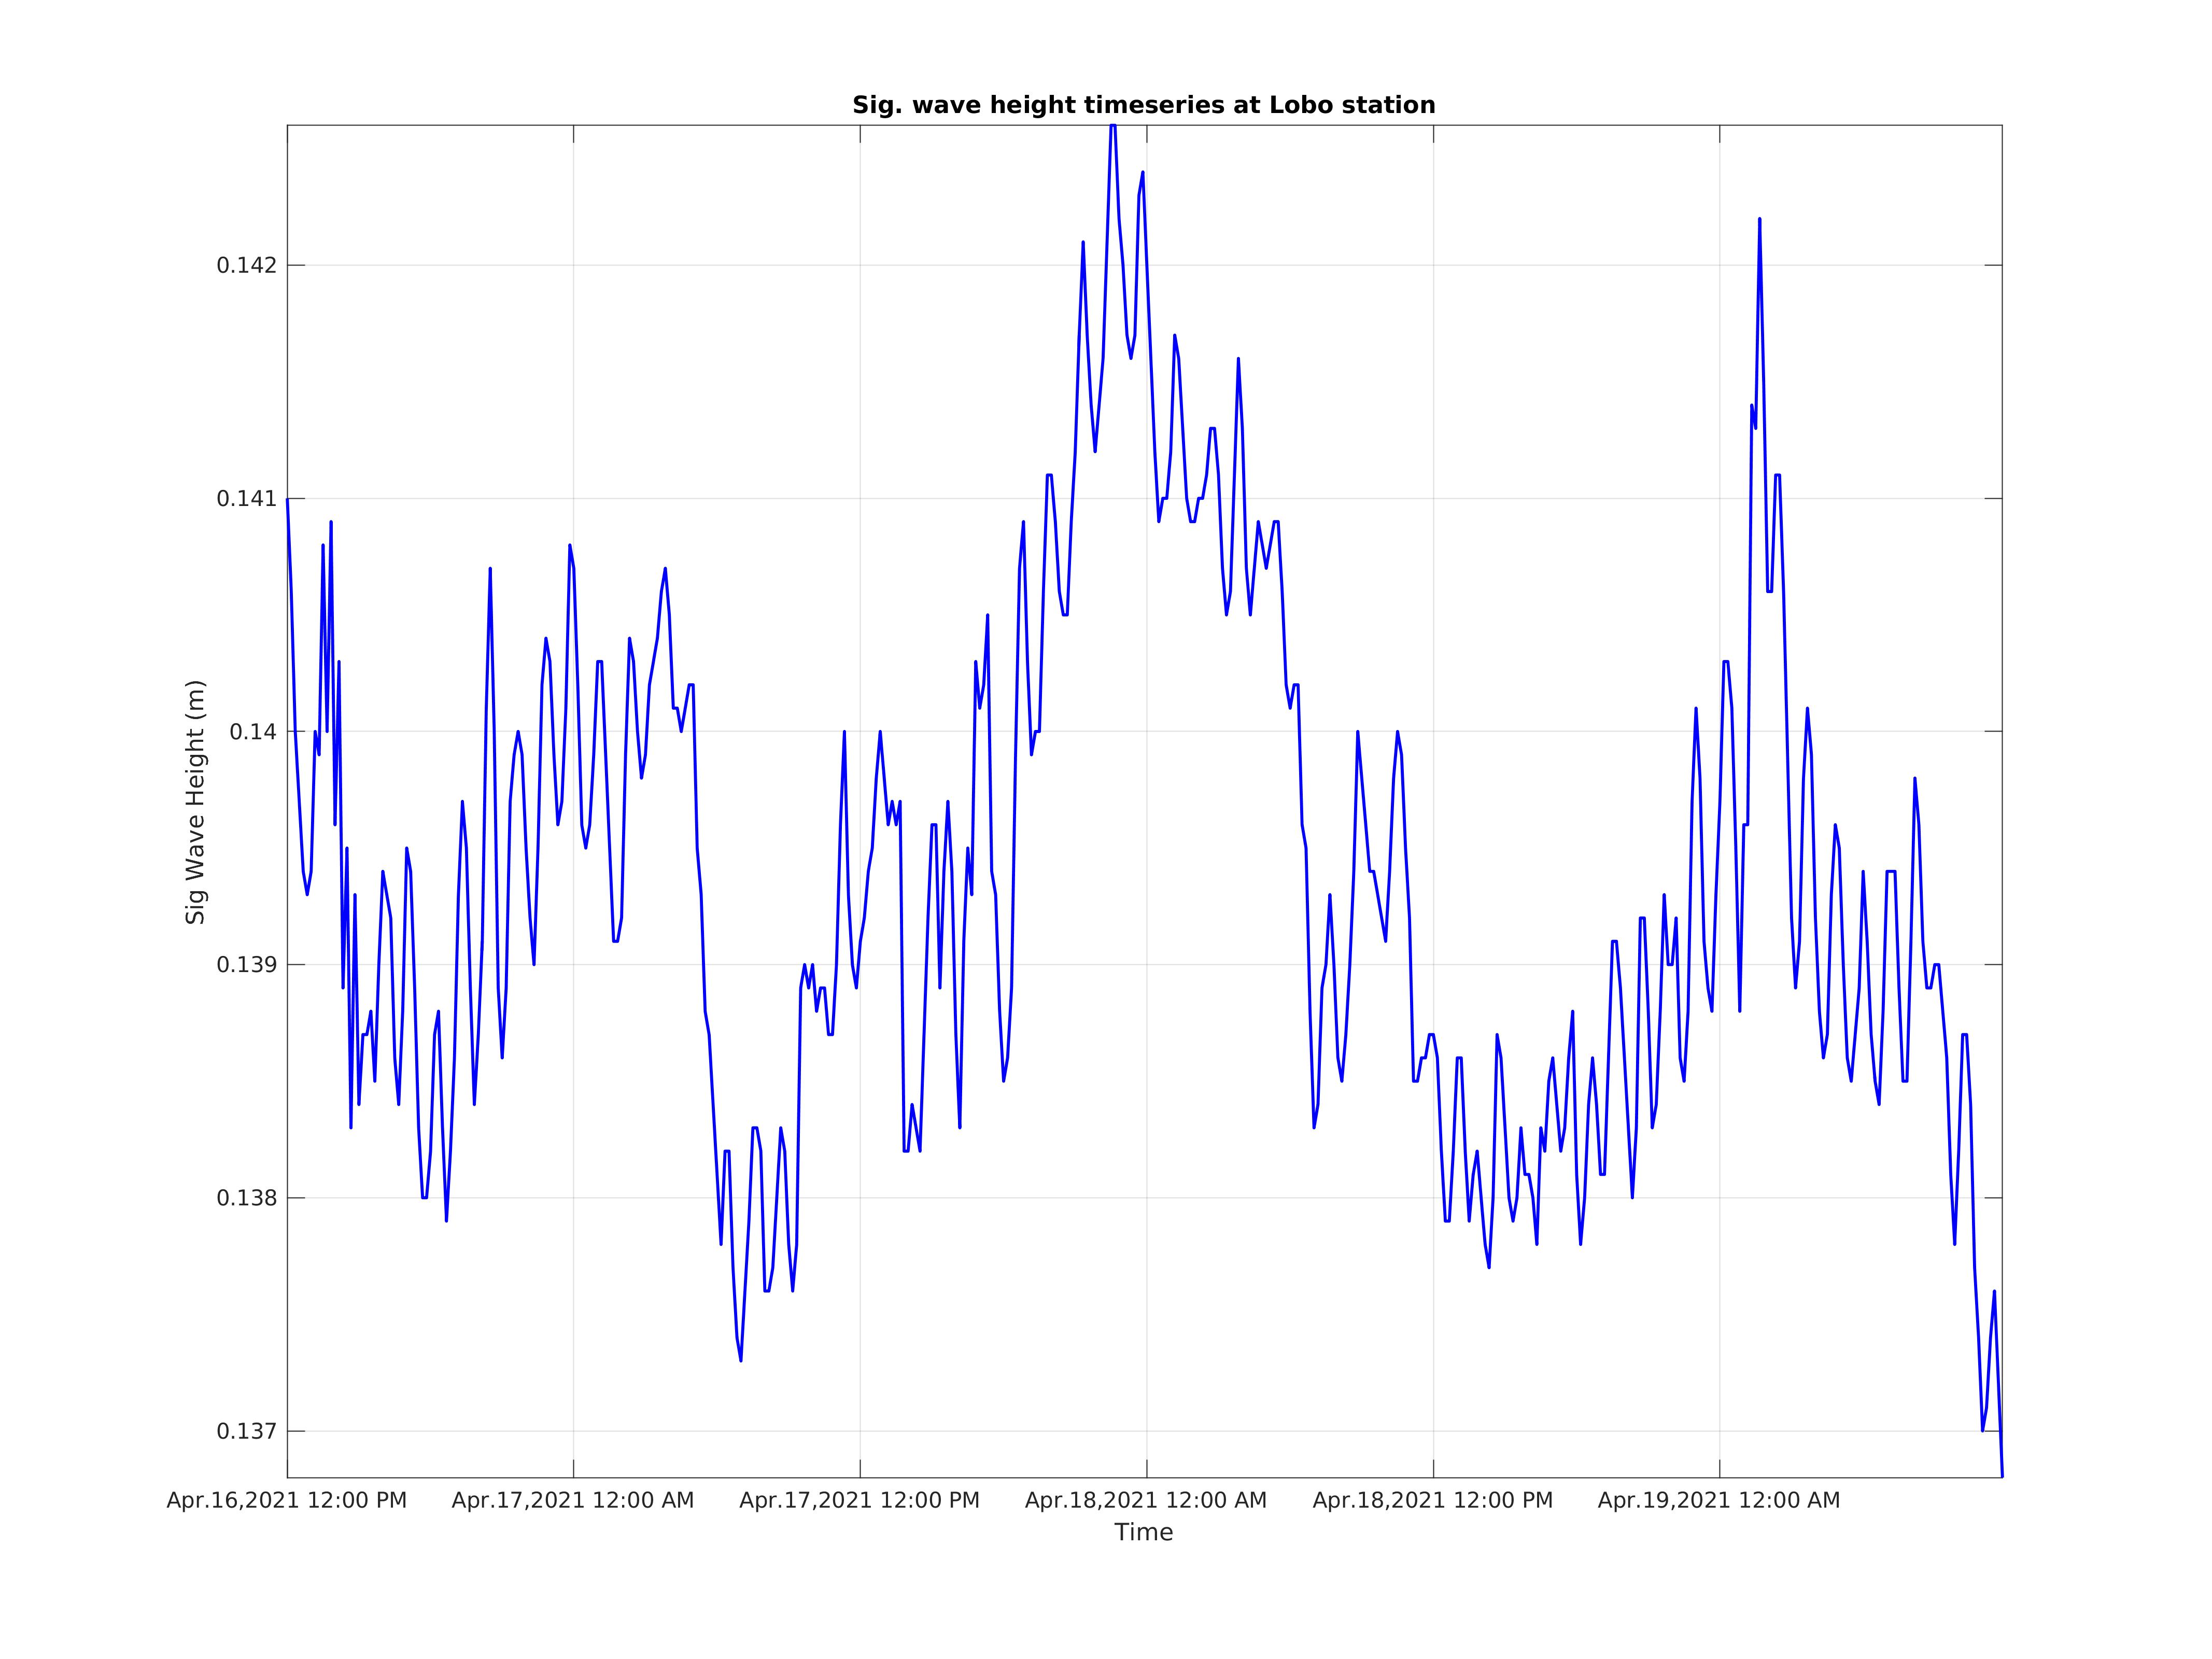 Sig. wave height timeseries at Lobo station
0.142
0.141
0.14
0.139
0.138
0.137
Sig Wave Height (m)
Apr.16,2021 12:00 PM Apr.17,2021 12:00 AM Apr.17,2021 12:00 PM Apr.18,2021 12:00 AM Apr.18,2021 12:00 PM Apr.19,2021 12:00 AM
Time